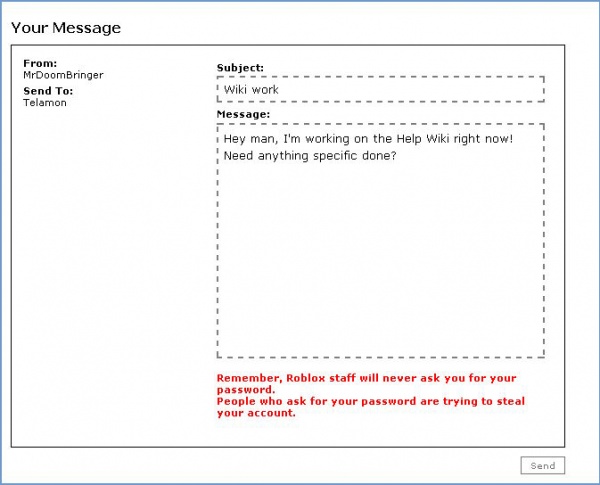 Your Message
From:
MrDoomBringer
Send To:
Telamon
Subject:
Wiki work
Message:
Hey man, I'm working on the Help Wiki right now!
Need anything specific done?
Remember, Roblox staff will never ask you for your
password.
People who ask for your password are trying to steal
your account.
Send